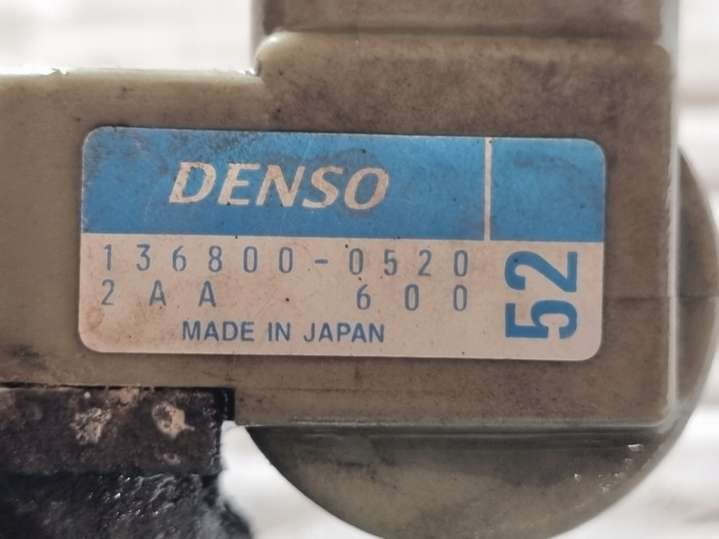 DENSO
136800-0520
2AA 600
MADE IN JAPAN
52